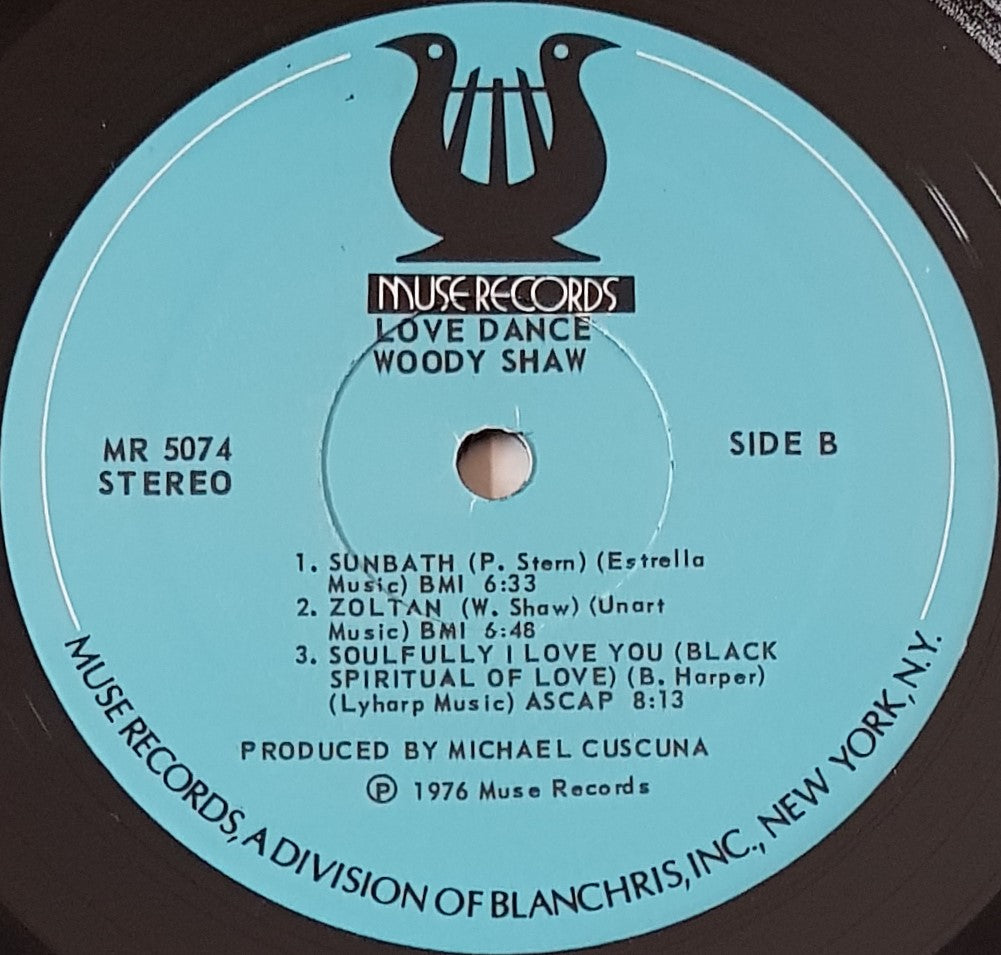 MUSE RECORDS
LOVE DANCE
WOODY SHAW
MR 5074
STEREO
SIDE B
1. SUNBATH (P. Stern) (Estrella
Music) BMI 6:33
2. ZOLTAN (W. Shaw) (Unart
Music) BMI 6:48
3. SOULFULLY I LOVE YOU (BLACK
SPIRITUAL OF LOVE) (B. Harper)
(Lyharp Music) ASCAP 8:13
PRODUCED BY MICHAEL CUSCUNA
Ⓟ 1976 Muse Records
MUSE RECORDS, A DIVISION OF BLANCHRIS, INC., NEW YORK, N.Y.